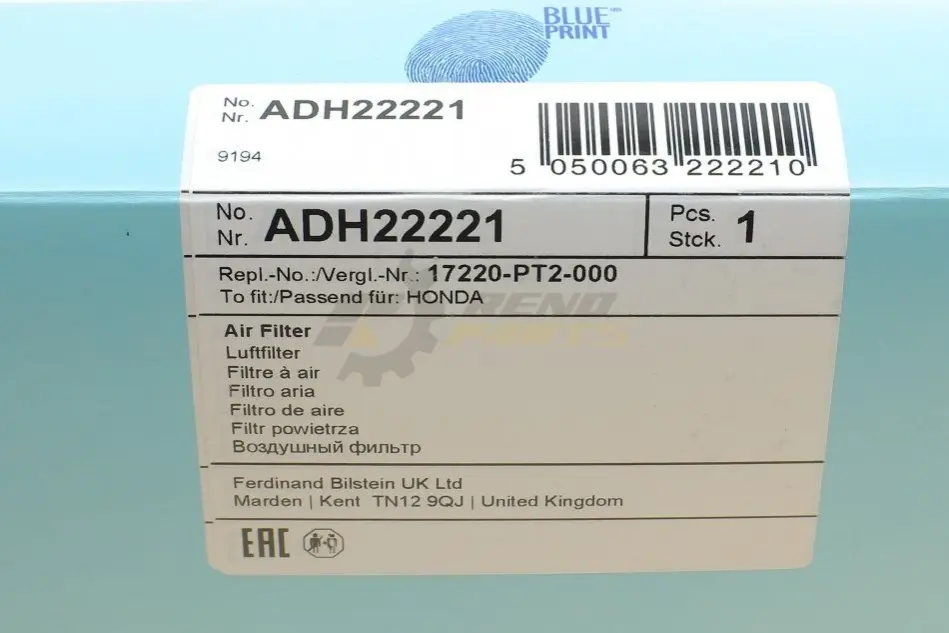 BLUE
PRINT
No.
Nr.
ADH22221
9194
5 050063 222210
No.
Nr.
ADH22221
Pcs.
Stck.
1
Repl.-No.:/Vergl.-Nr.: 17220-PT2-000
To fit:/Passend für: HONDA
TREND
PARTS
Air Filter
Luftfilter
Filtre à air
Filtro aria
Filtro de aire
Filtr powietrza
Воздушный фильтр
Ferdinand Bilstein UK Ltd
Marden | Kent TN12 9QJ | United Kingdom
EAC